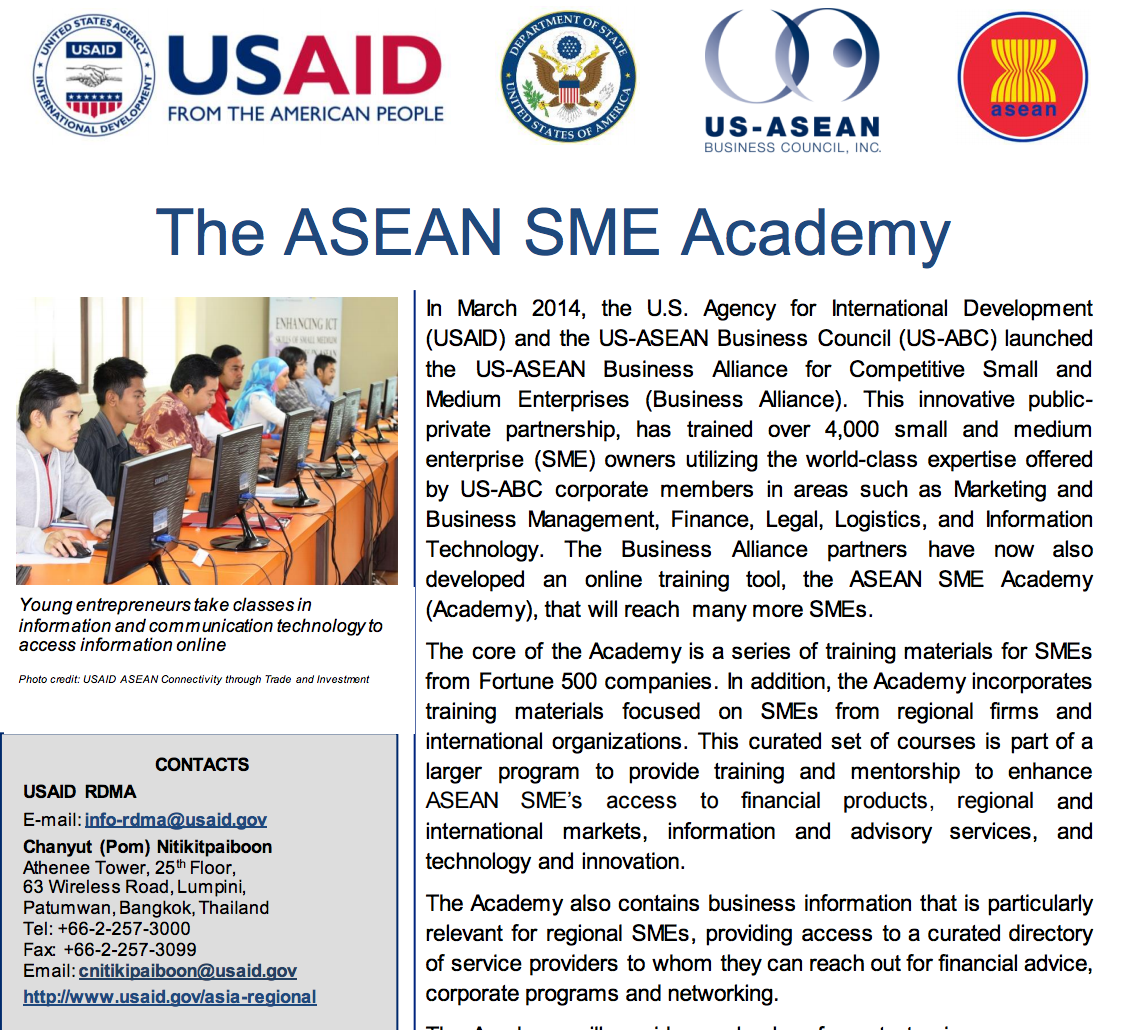 UNITED STATES AGENCY
USAID
INTERNATIONAL DEVELOPMENT
USAID
FROM THE AMERICAN PEOPLE
DEPARTMENT OF STATE
UNITED STATES OF AMERICA
US-ASEAN
BUSINESS COUNCIL, INC.
asean
The ASEAN SME Academy
ENHANCING ICT
SKILLS OF SMALL MEDIUM
Young entrepreneurs take classes in
information and communication technology to
access information online
Photo credit: USAID ASEAN Connectivity through Trade and Investment
CONTACTS
USAID RDMA
E-mail: info-rdma@usaid.gov
Chanyut (Pom) Nitikitpaiboon
Athenee Tower, 25th Floor,
63 Wireless Road, Lumpini,
Patumwan, Bangkok, Thailand
Tel: +66-2-257-3000
Fax: +66-2-257-3099
Email: cnitikipaiboon@usaid.gov
http://www.usaid.gov/asia-regional
In March 2014, the U.S. Agency for International Development
(USAID) and the US-ASEAN Business Council (US-ABC) launched
the US-ASEAN Business Alliance for Competitive Small and
Medium Enterprises (Business Alliance). This innovative public-
private partnership, has trained over 4,000 small and medium
enterprise (SME) owners utilizing the world-class expertise offered
by US-ABC corporate members in areas such as Marketing and
Business Management, Finance, Legal, Logistics, and Information
Technology. The Business Alliance partners have now also
developed an online training tool, the ASEAN SME Academy
(Academy), that will reach many more SMEs.
The core of the Academy is a series of training materials for SMEs
from Fortune 500 companies. In addition, the Academy incorporates
training materials focused on SMEs from regional firms and
international organizations. This curated set of courses is part of a
larger program to provide training and mentorship to enhance
ASEAN SME's access to financial products, regional and
international markets, information and advisory services, and
technology and innovation.
The Academy also contains business information that is particularly
relevant for regional SMEs, providing access to a curated directory
of service providers to whom they can reach out for financial advice,
corporate programs and networking.